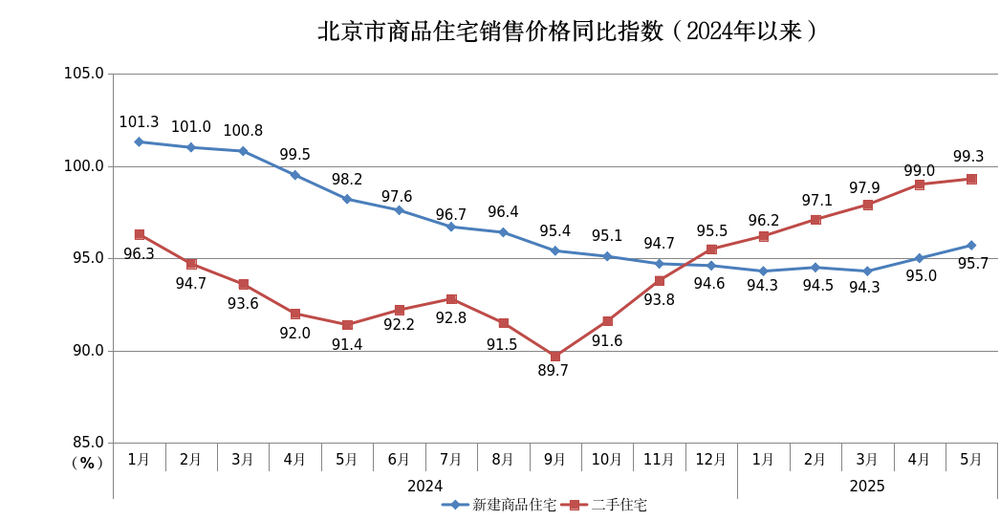 北京市商品住宅销售价格同比指数（2024年以来）
105.0
100.0
95.0
90.0
85.0
（%）
101.3 101.0 100.8 99.5 98.2 97.6 96.7 96.4 95.4 95.1 94.7 94.6 94.3 94.5 94.3 95.0 95.7
96.3 94.7 93.6 92.0 91.4 92.2 92.8 91.5 89.7 91.6 93.8 95.5 96.2 97.1 97.9 99.0 99.3
1月 2月 3月 4月 5月 6月 7月 8月 9月 10月 11月 12月 1月 2月 3月 4月 5月
2024 2025
新建商品住宅 二手住宅